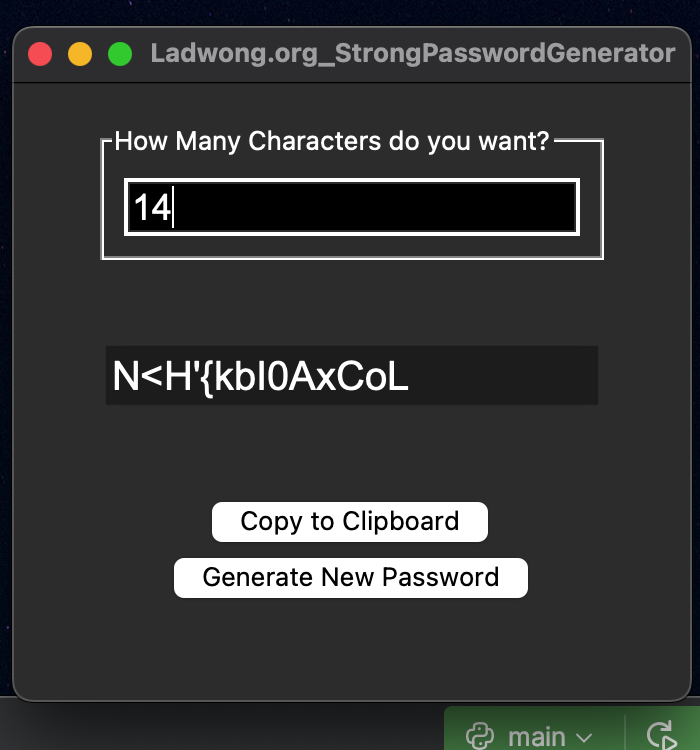 Ladwong.org_StrongPasswordGenerator
How Many Characters do you want?
14
N<H'{kbI0AxCoL
Copy to Clipboard
Generate New Password
main